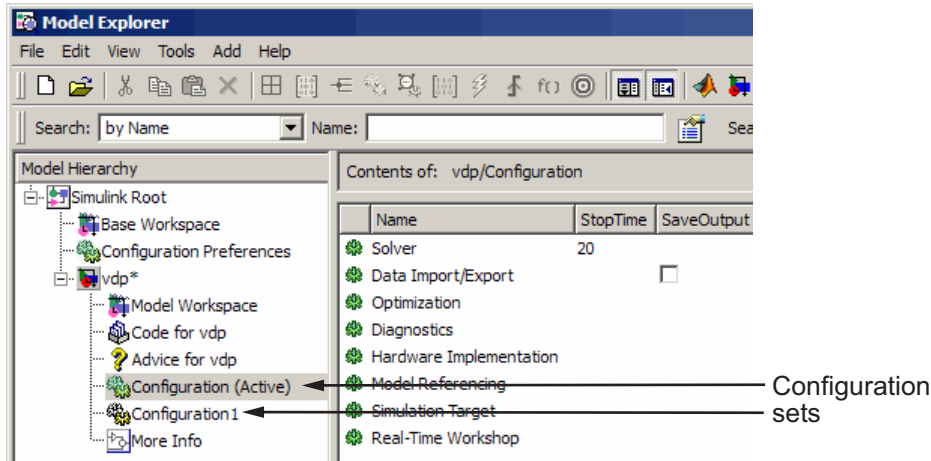 Model Explorer
File Edit View Tools Add Help
f()
Search: by Name Name: Sea
Model Hierarchy
Contents of: vdp/Configuration
Simulink Root
Base Workspace
Configuration Preferences
vdp*
Model Workspace
Code for vdp
Advice for vdp
Configuration (Active)
Configuration1
More Info
Name StopTime SaveOutput
Solver 20
Data Import/Export
Optimization
Diagnostics
Hardware Implementation
Model Referencing
Simulation Target
Real-Time Workshop
Configuration
sets